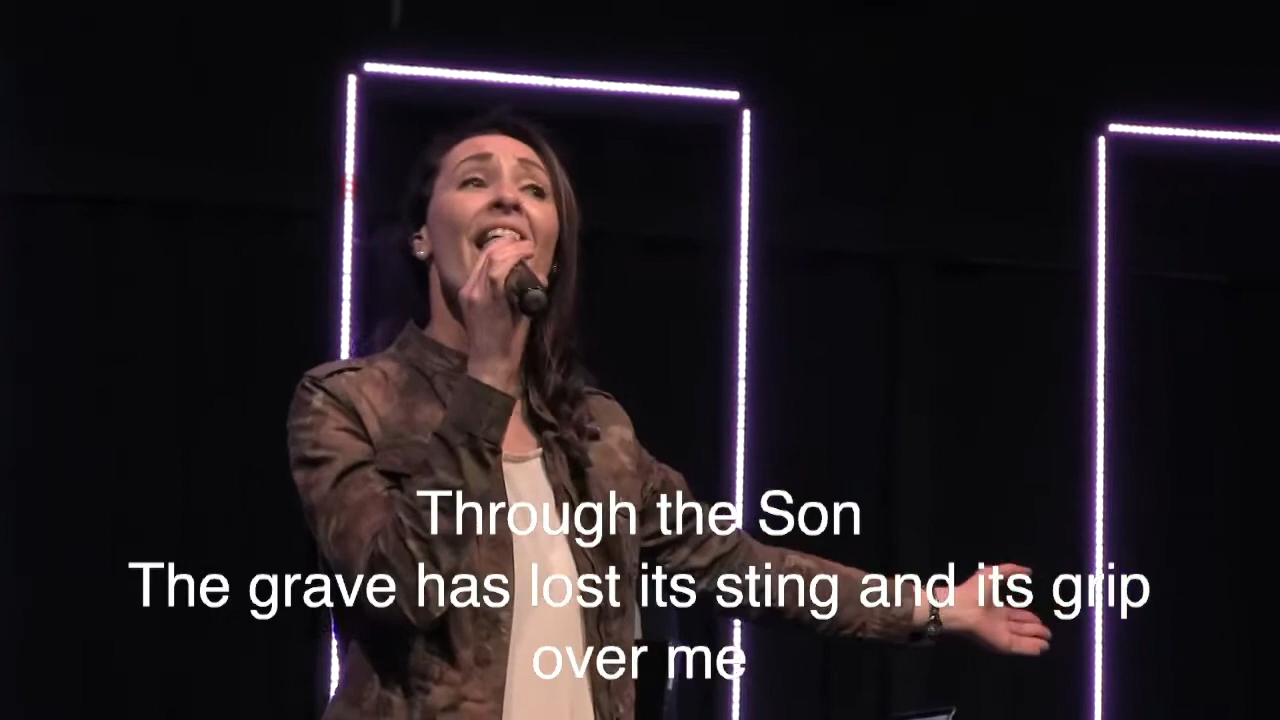 Through the Son
The grave has lost its sting and its grip
over me